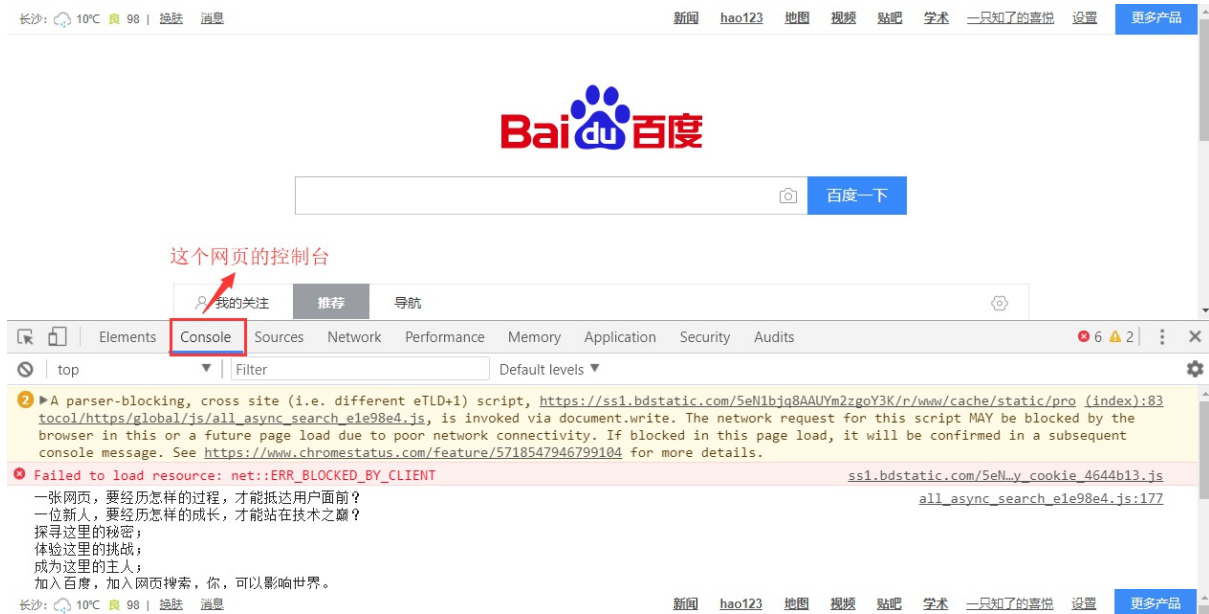 长沙: 10℃ 良 98 | 换肤 消息 新闻 hao123 地图 视频 贴吧 学术 一只知了的喜悦 设置 更多产品
Baidu百度
百度一下
这个网页的控制台
我的关注 推荐 导航
Elements Console Sources Network Performance Memory Application Security Audits 6 2
top Filter Default levels
2 A parser-blocking, cross site (i.e. different eTLD+1) script, https://ss1.bdstatic.com/5eN1bjq8AAUYm2zgoY3K/r/www/cache/static/pro (index):83
tocol/https/global/js/all_async_search_e1e98e4.js, is invoked via document.write. The network request for this script MAY be blocked by the
browser in this or a future page load due to poor network connectivity. If blocked in this page load, it will be confirmed in a subsequent
console message. See https://www.chromestatus.com/feature/5718547946799104 for more details.
Failed to load resource: net::ERR_BLOCKED_BY_CLIENT ss1.bdstatic.com/5eN…y_cookie_4644b13.js
一张网页，要经历怎样的过程，才能抵达用户面前？ all_async_search_e1e98e4.js:177
一位新人，要经历怎样的成长，才能站在技术之巅？
探寻这里的秘密；
体验这里的挑战；
成为这里的主人；
加入百度，加入网页搜索，你，可以影响世界。
长沙: 10℃ 良 98 | 换肤 消息 新闻 hao123 地图 视频 贴吧 学术 一只知了的喜悦 设置 更多产品